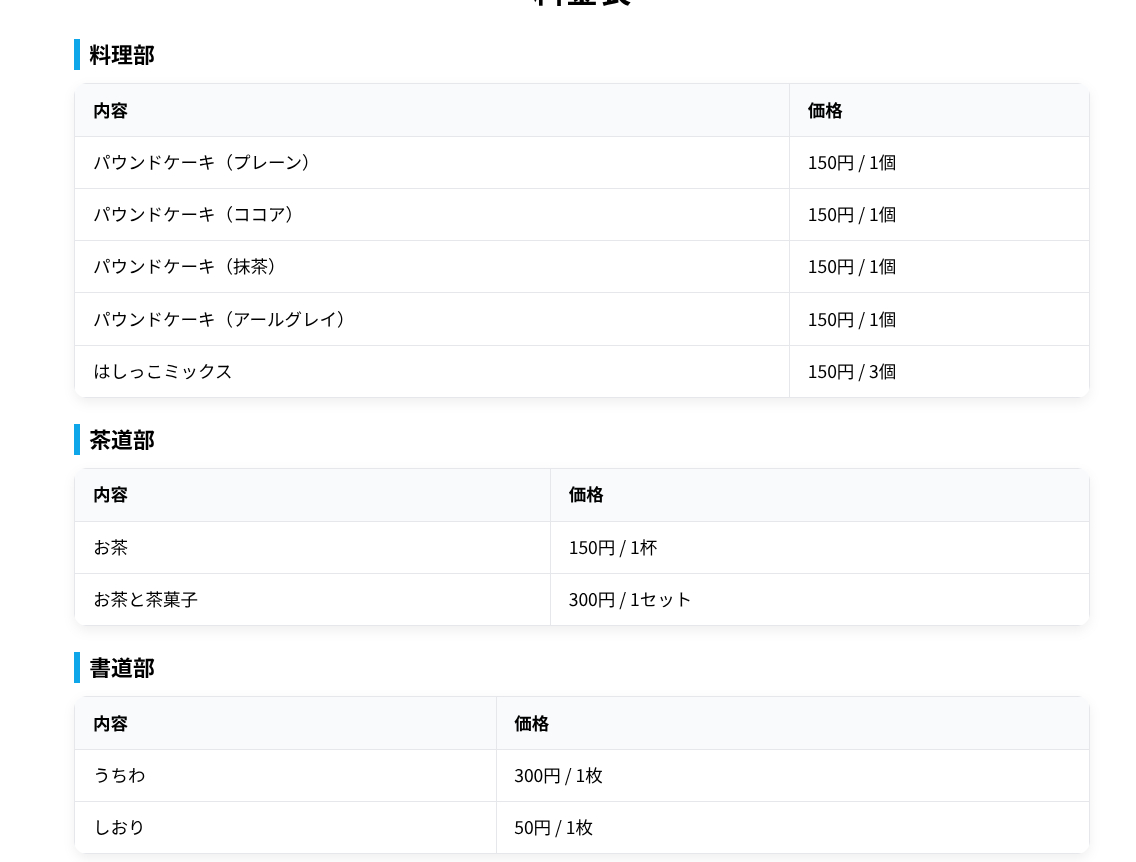 料金表
料理部
内容 価格
パウンドケーキ（プレーン） 150円 / 1個
パウンドケーキ（ココア） 150円 / 1個
パウンドケーキ（抹茶） 150円 / 1個
パウンドケーキ（アールグレイ） 150円 / 1個
はしっこミックス 150円 / 3個
茶道部
内容 価格
お茶 150円 / 1杯
お茶と茶菓子 300円 / 1セット
書道部
内容 価格
うちわ 300円 / 1枚
しおり 50円 / 1枚